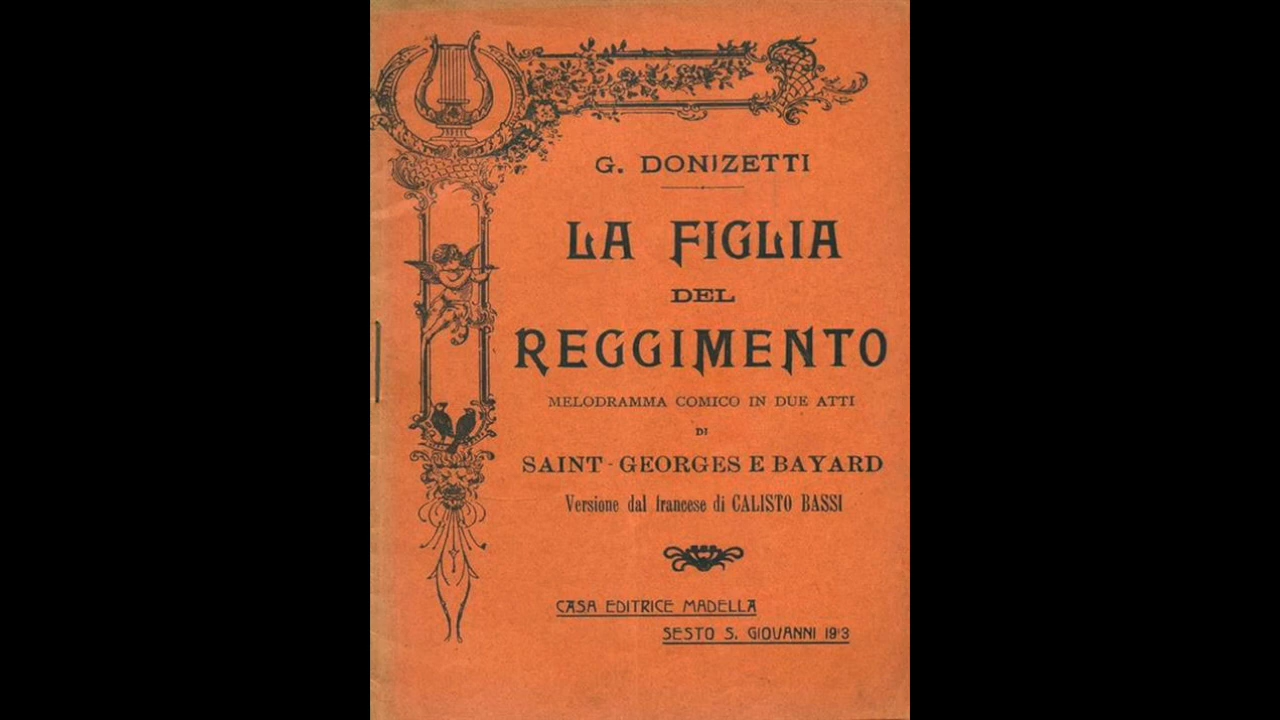 G. DONIZETTI
LA FIGLIA
DEL
REGGIMENTO
MELODRAMMA COMICO IN DUE ATTI
DI
SAINT-GEORGES E BAYARD
Versione dal francese di CALISTO BASSI
CASA EDITRICE MADELLA
SESTO S. GIOVANNI 1913